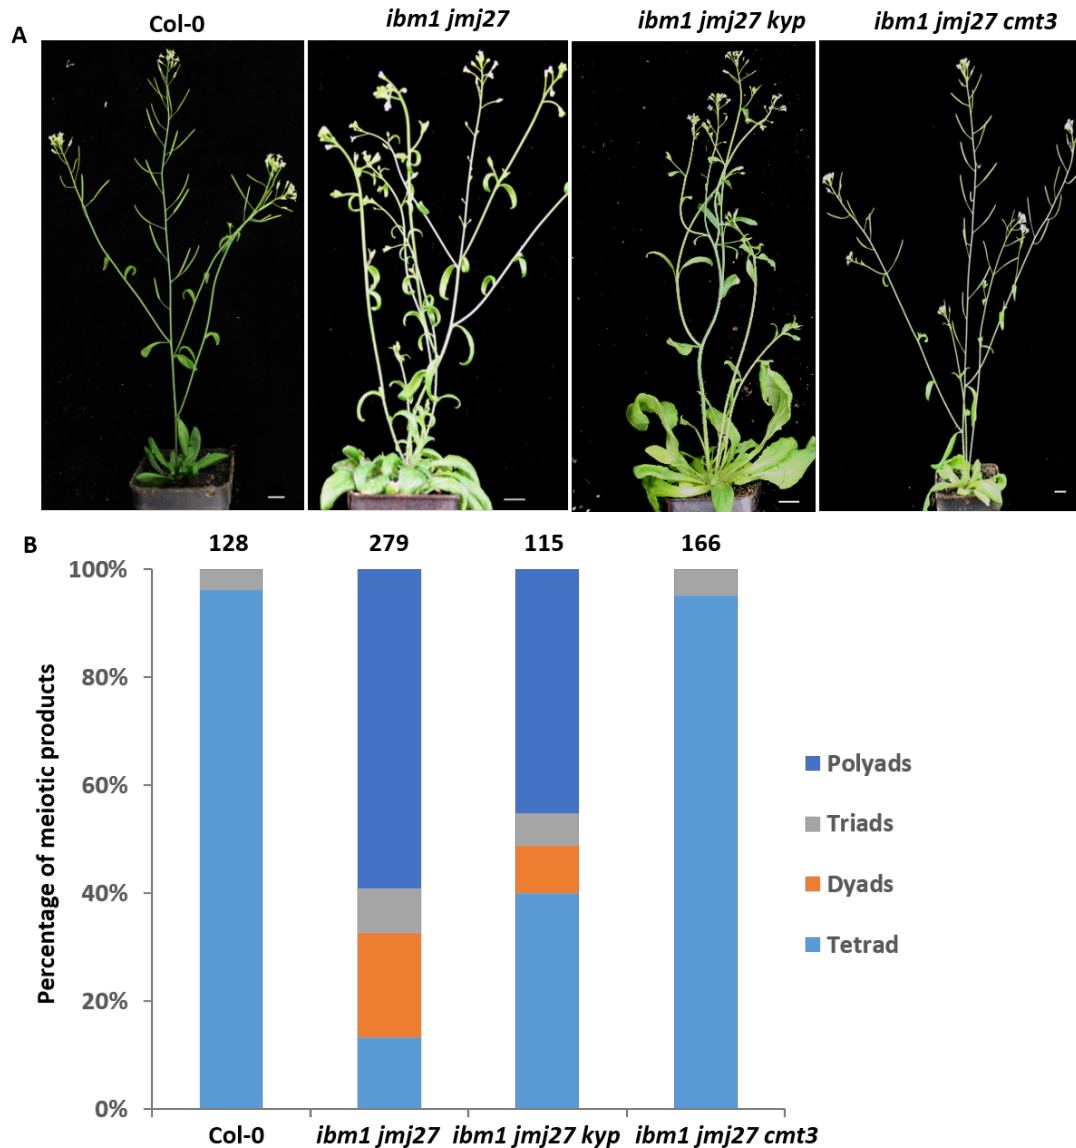 A
Col-0
ibm1 jmj27
ibm1 jmj27 kyp
ibm1 jmj27 cmt3
B
128
279
115
166
100%
80%
60%
40%
20%
0%
Percentage of meiotic products
Polyads
Triads
Dyads
Tetrad
Col-0
ibm1 jmj27
ibm1 jmj27 kyp
ibm1 jmj27 cmt3